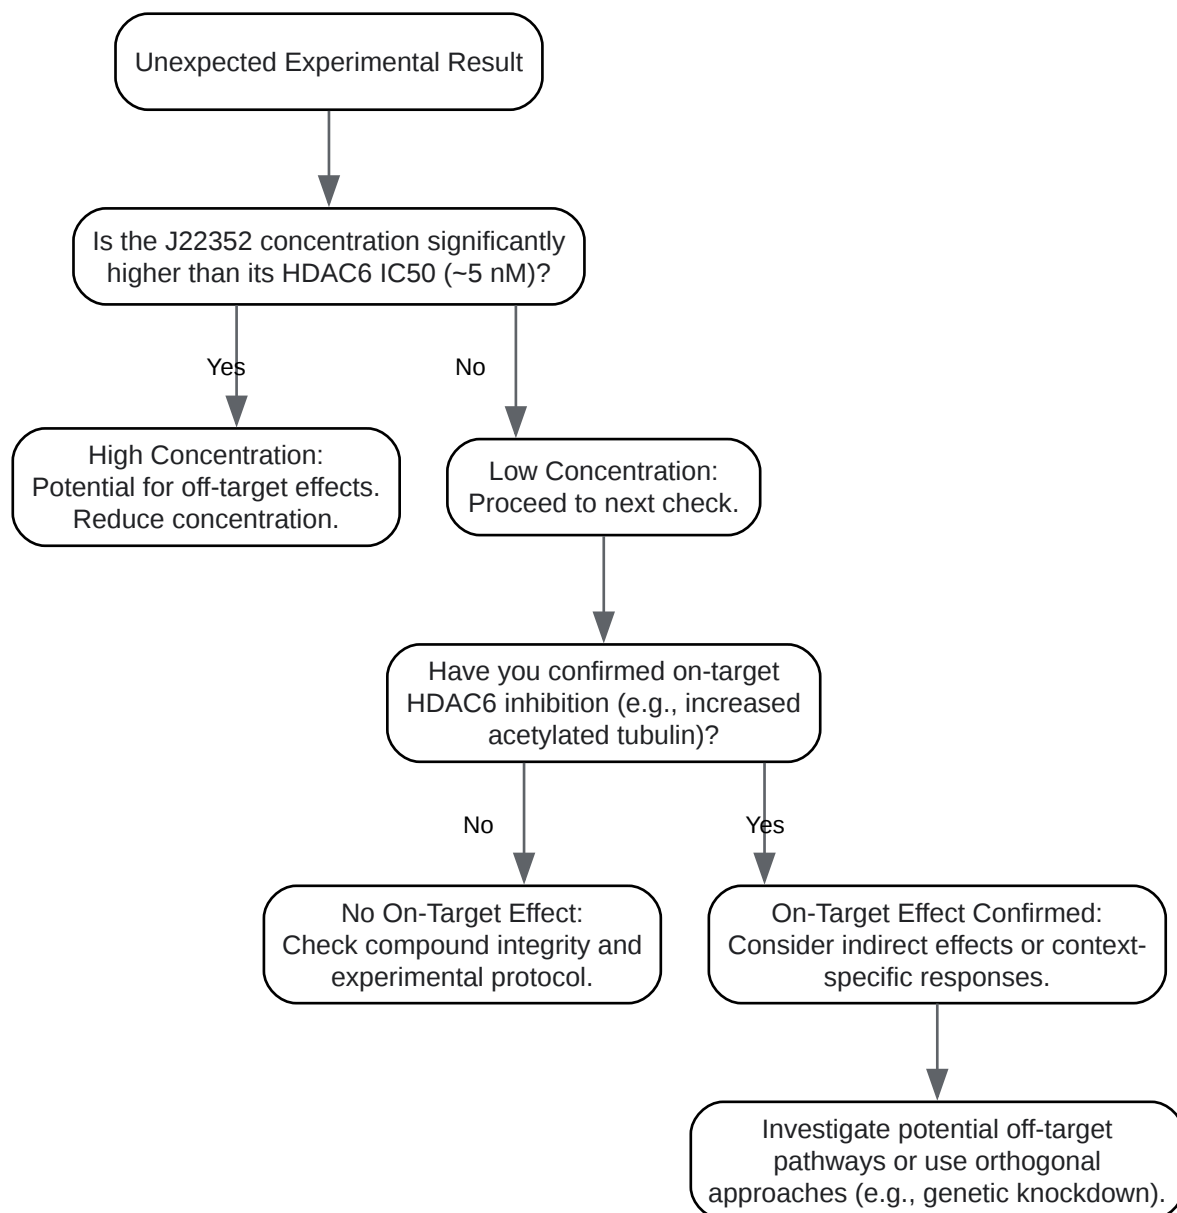 Unexpected Experimental Result
Is the J22352 concentration significantly
higher than its HDAC6 IC50 (~5 nM)?
Yes
No
High Concentration:
Potential for off-target effects.
Reduce concentration.
Low Concentration:
Proceed to next check.
Have you confirmed on-target
HDAC6 inhibition (e.g., increased
acetylated tubulin)?
No
Yes
No On-Target Effect:
Check compound integrity and
experimental protocol.
On-Target Effect Confirmed:
Consider indirect effects or context-
specific responses.
Investigate potential off-target
pathways or use orthogonal
approaches (e.g., genetic knockdown).